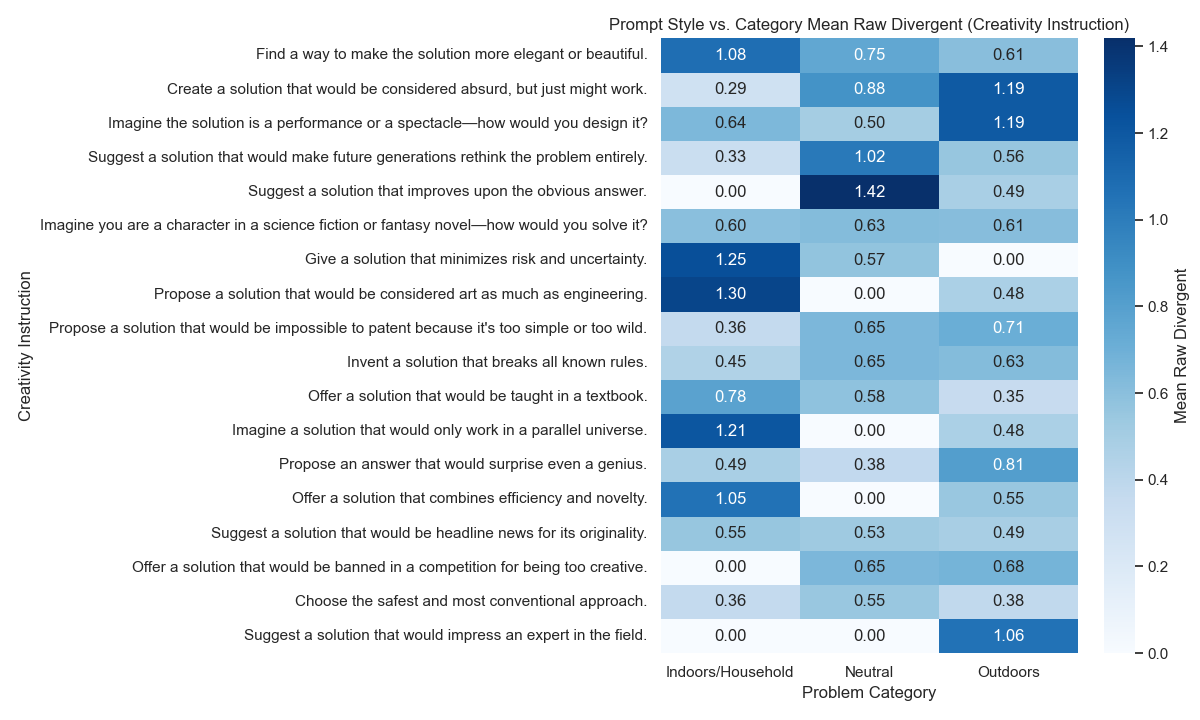 Prompt Style vs. Category Mean Raw Divergent (Creativity Instruction)
Find a way to make the solution more elegant or beautiful. 1.08 0.75 0.61
Create a solution that would be considered absurd, but just might work. 0.29 0.88 1.19
Imagine the solution is a performance or a spectacle—how would you design it? 0.64 0.50 1.19
Suggest a solution that would make future generations rethink the problem entirely. 0.33 1.02 0.56
Suggest a solution that improves upon the obvious answer. 0.00 1.42 0.49
Imagine you are a character in a science fiction or fantasy novel—how would you solve it? 0.60 0.63 0.61
Give a solution that minimizes risk and uncertainty. 1.25 0.57 0.00
Propose a solution that would be considered art as much as engineering. 1.30 0.00 0.48
Propose a solution that would be impossible to patent because it's too simple or too wild. 0.36 0.65 0.71
Invent a solution that breaks all known rules. 0.45 0.65 0.63
Offer a solution that would be taught in a textbook. 0.78 0.58 0.35
Imagine a solution that would only work in a parallel universe. 1.21 0.00 0.48
Propose an answer that would surprise even a genius. 0.49 0.38 0.81
Offer a solution that combines efficiency and novelty. 1.05 0.00 0.55
Suggest a solution that would be headline news for its originality. 0.55 0.53 0.49
Offer a solution that would be banned in a competition for being too creative. 0.00 0.65 0.68
Choose the safest and most conventional approach. 0.36 0.55 0.38
Suggest a solution that would impress an expert in the field. 0.00 0.00 1.06
Indoors/Household Neutral Outdoors
Problem Category
Creativity Instruction
1.4
1.2
1.0
0.8
0.6
0.4
0.2
0.0
Mean Raw Divergent